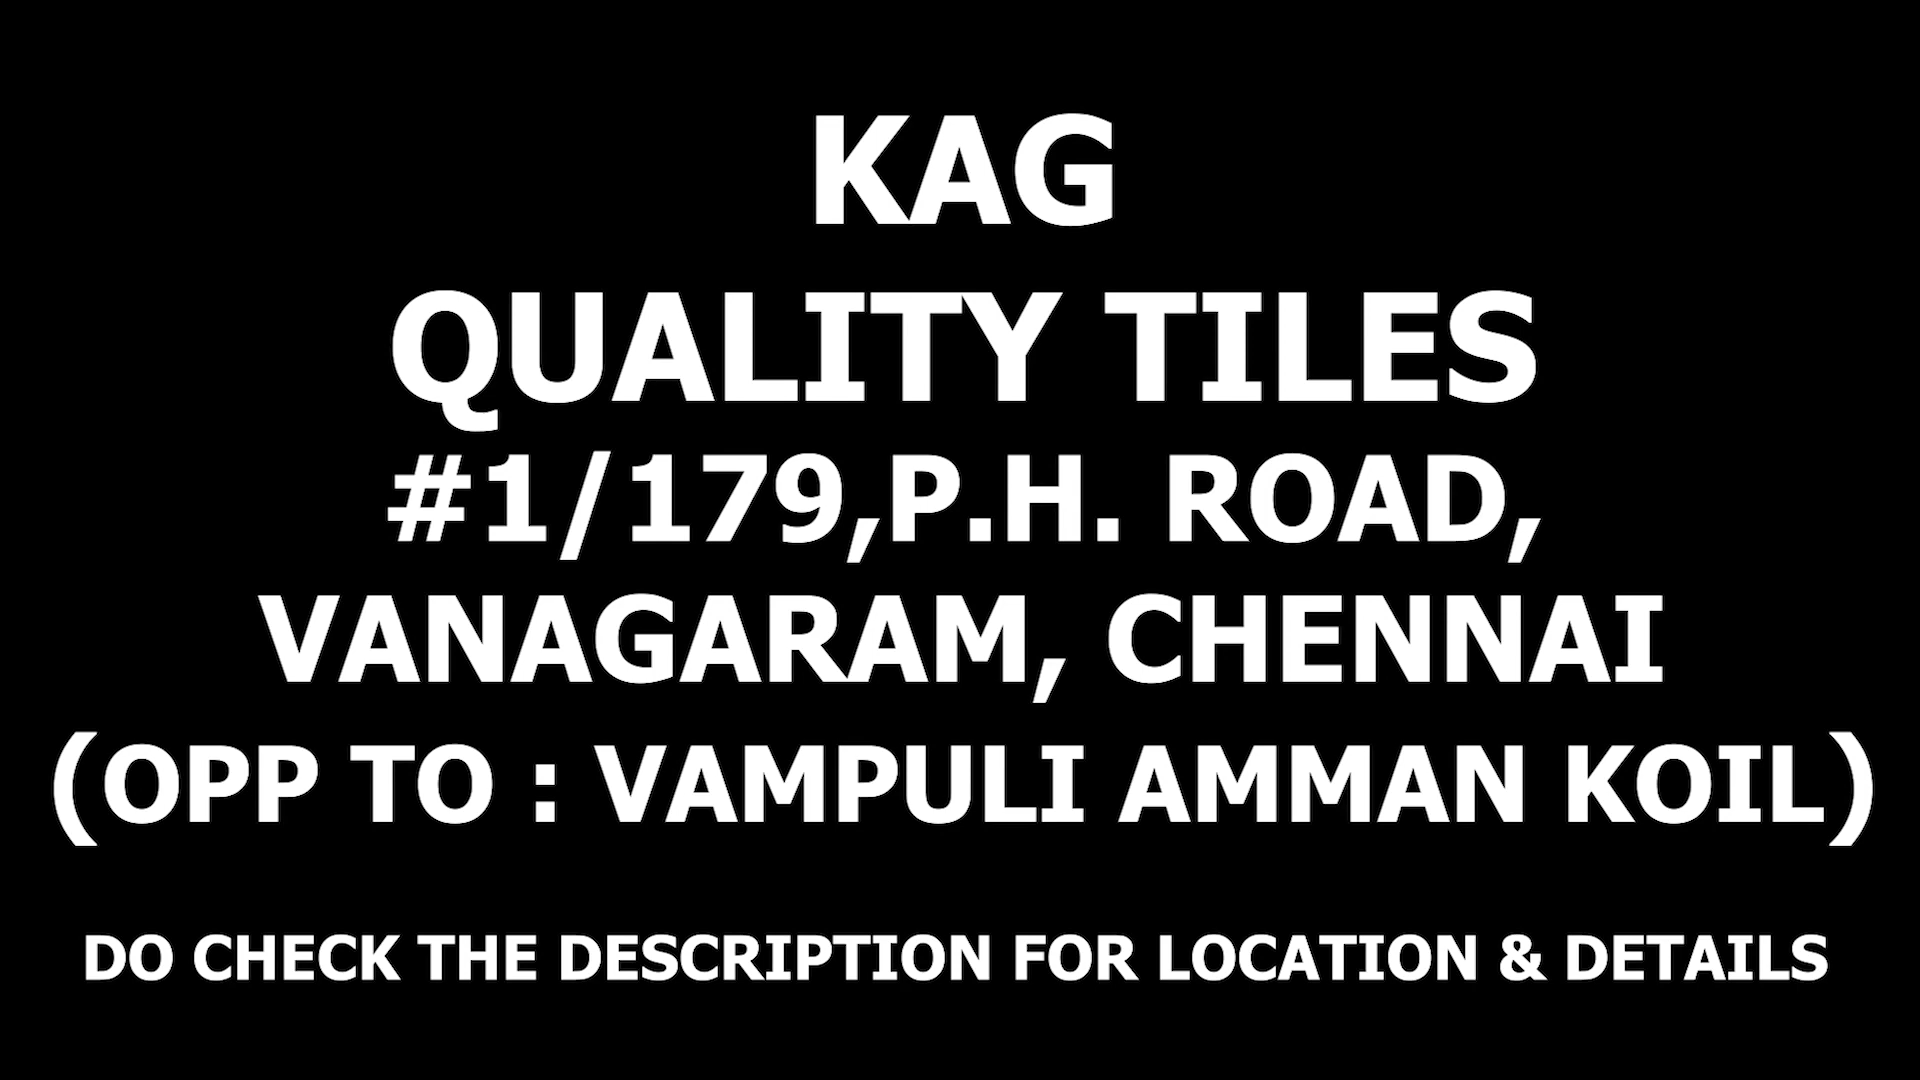 KAG
QUALITY TILES
#1/179,P.H. ROAD,
VANAGARAM, CHENNAI
(OPP TO : VAMPULI AMMAN KOIL)
DO CHECK THE DESCRIPTION FOR LOCATION & DETAILS